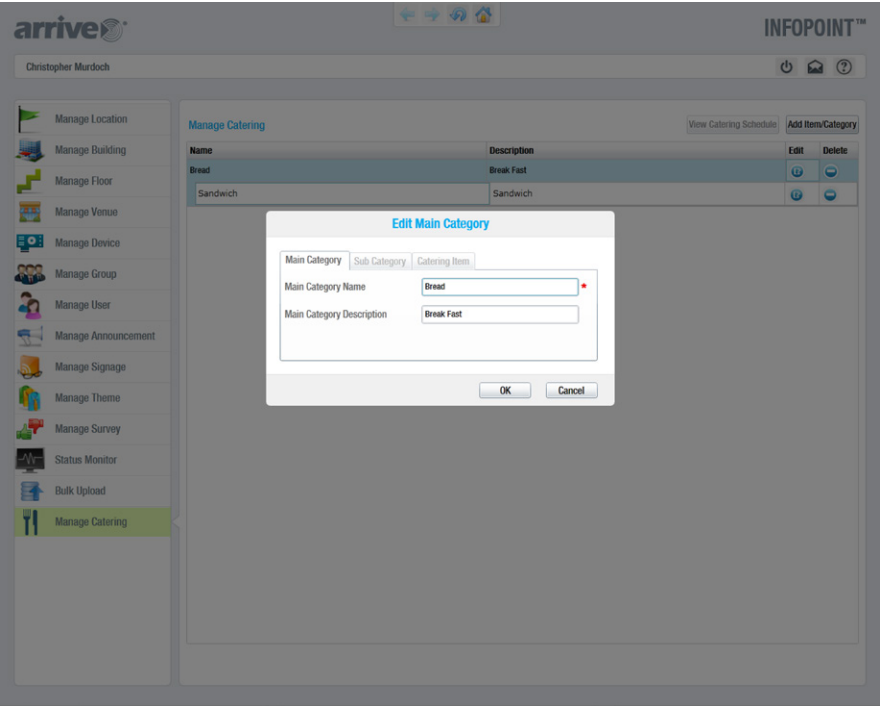 arrive
INFOPOINT™
Christopher Murdoch
Manage Location
Manage Building
Manage Floor
Manage Venue
Manage Device
Manage Group
Manage User
Manage Announcement
Manage Signage
Manage Theme
Manage Survey
Status Monitor
Bulk Upload
Manage Catering
Manage Catering
View Catering Schedule
Add Item/Category
Name Description Edit Delete
Bread Break Fast
Sandwich Sandwich
Edit Main Category
Main Category Sub Category Catering Item
Main Category Name Bread *
Main Category Description Break Fast
OK Cancel